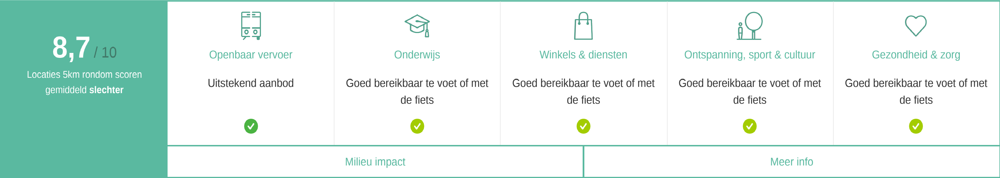 8,7 / 10
Locaties 5km rondom scoren
gemiddeld slechter
Openbaar vervoer
Uitstekend aanbod
Onderwijs
Goed bereikbaar te voet of met
de fiets
Winkels & diensten
Goed bereikbaar te voet of met
de fiets
Ontspanning, sport & cultuur
Goed bereikbaar te voet of met
de fiets
Gezondheid & zorg
Goed bereikbaar te voet of met
de fiets
Milieu impact
Meer info